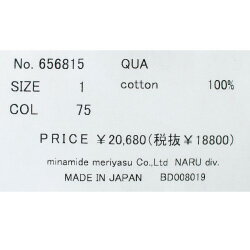 No. 656815 QUA
SIZE 1 cotton 100%
COL 75
PRICE ¥20,680(税抜¥18800)
minamide meriyasu Co.,Ltd NARU div.
MADE IN JAPAN BD008019